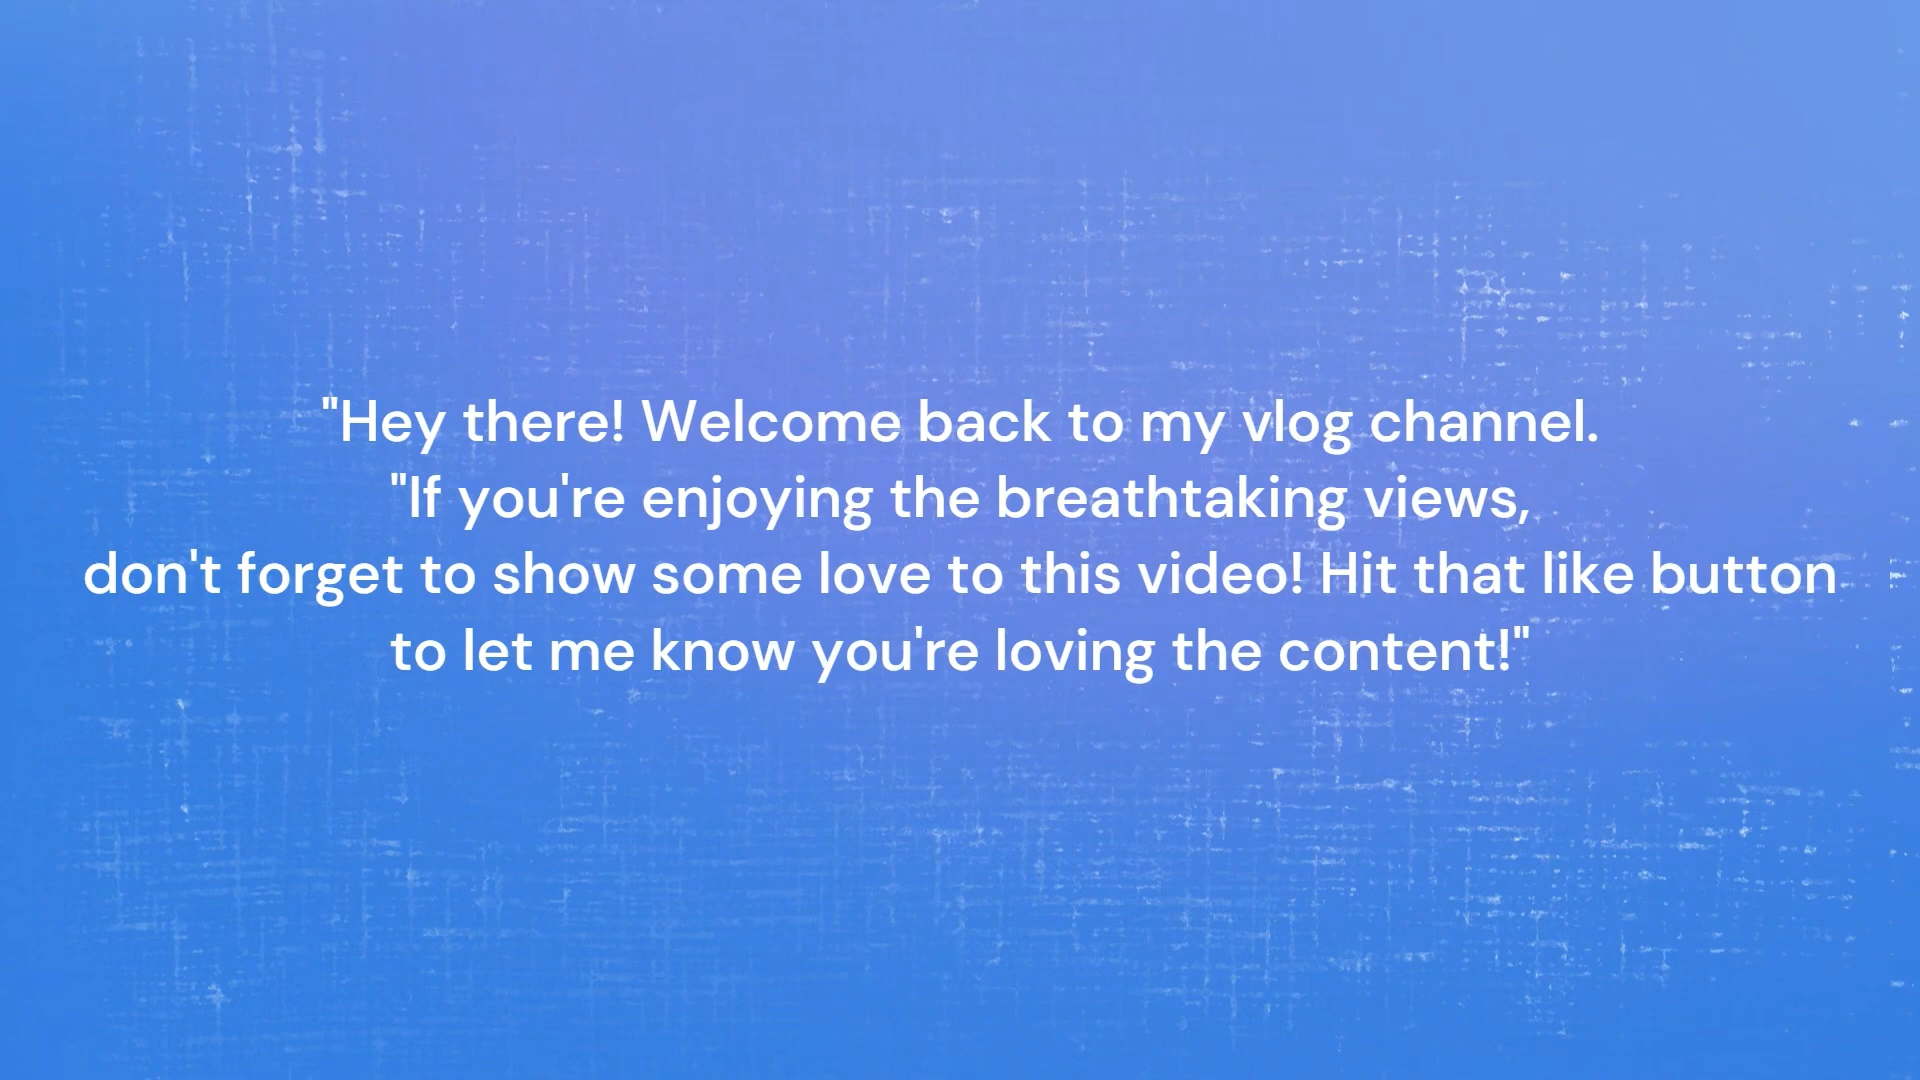 "Hey there! Welcome back to my vlog channel.
"If you're enjoying the breathtaking views,
don't forget to show some love to this video! Hit that like button
to let me know you're loving the content!"